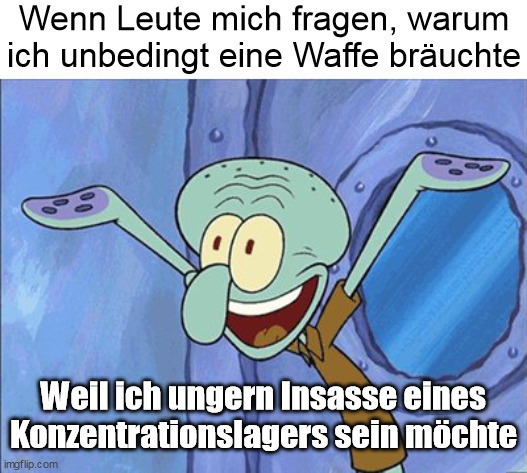 Wenn Leute mich fragen, warum
ich unbedingt eine Waffe bräuchte
Weil ich ungern Insasse eines
Konzentrationslagers sein möchte
imgflip.com